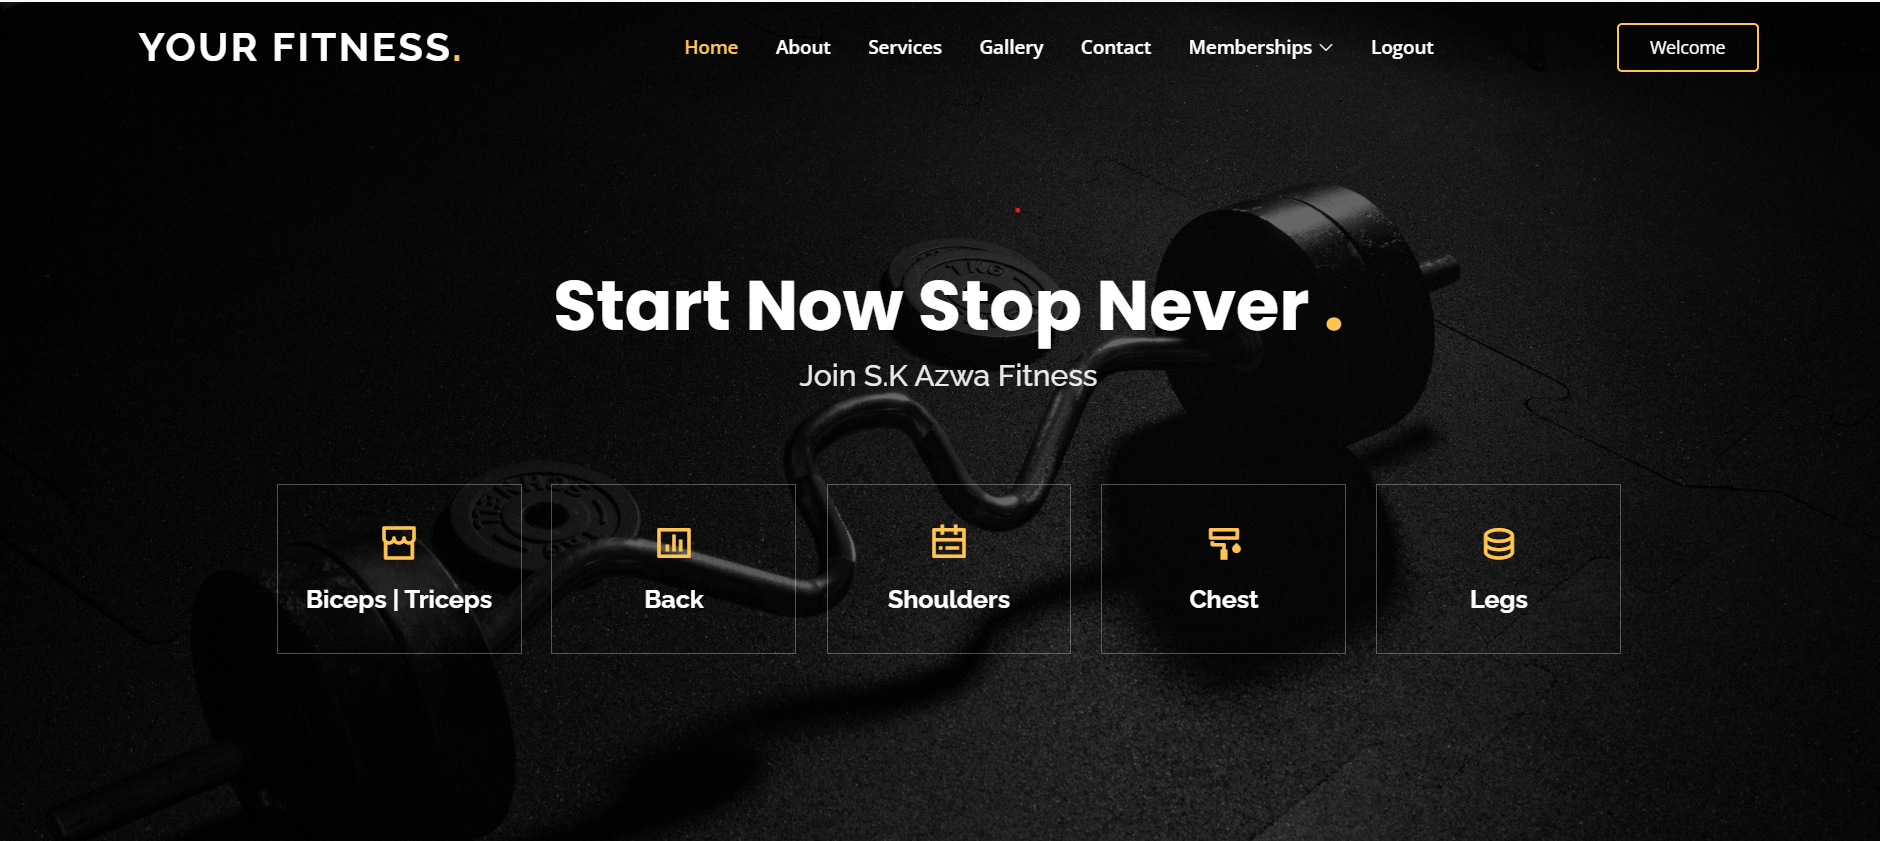 YOUR FITNESS.
Home About Services Gallery Contact Memberships Logout Welcome
1KG
Start Now Stop Never .
Join S.K Azwa Fitness
Biceps | Triceps Back Shoulders Chest Legs